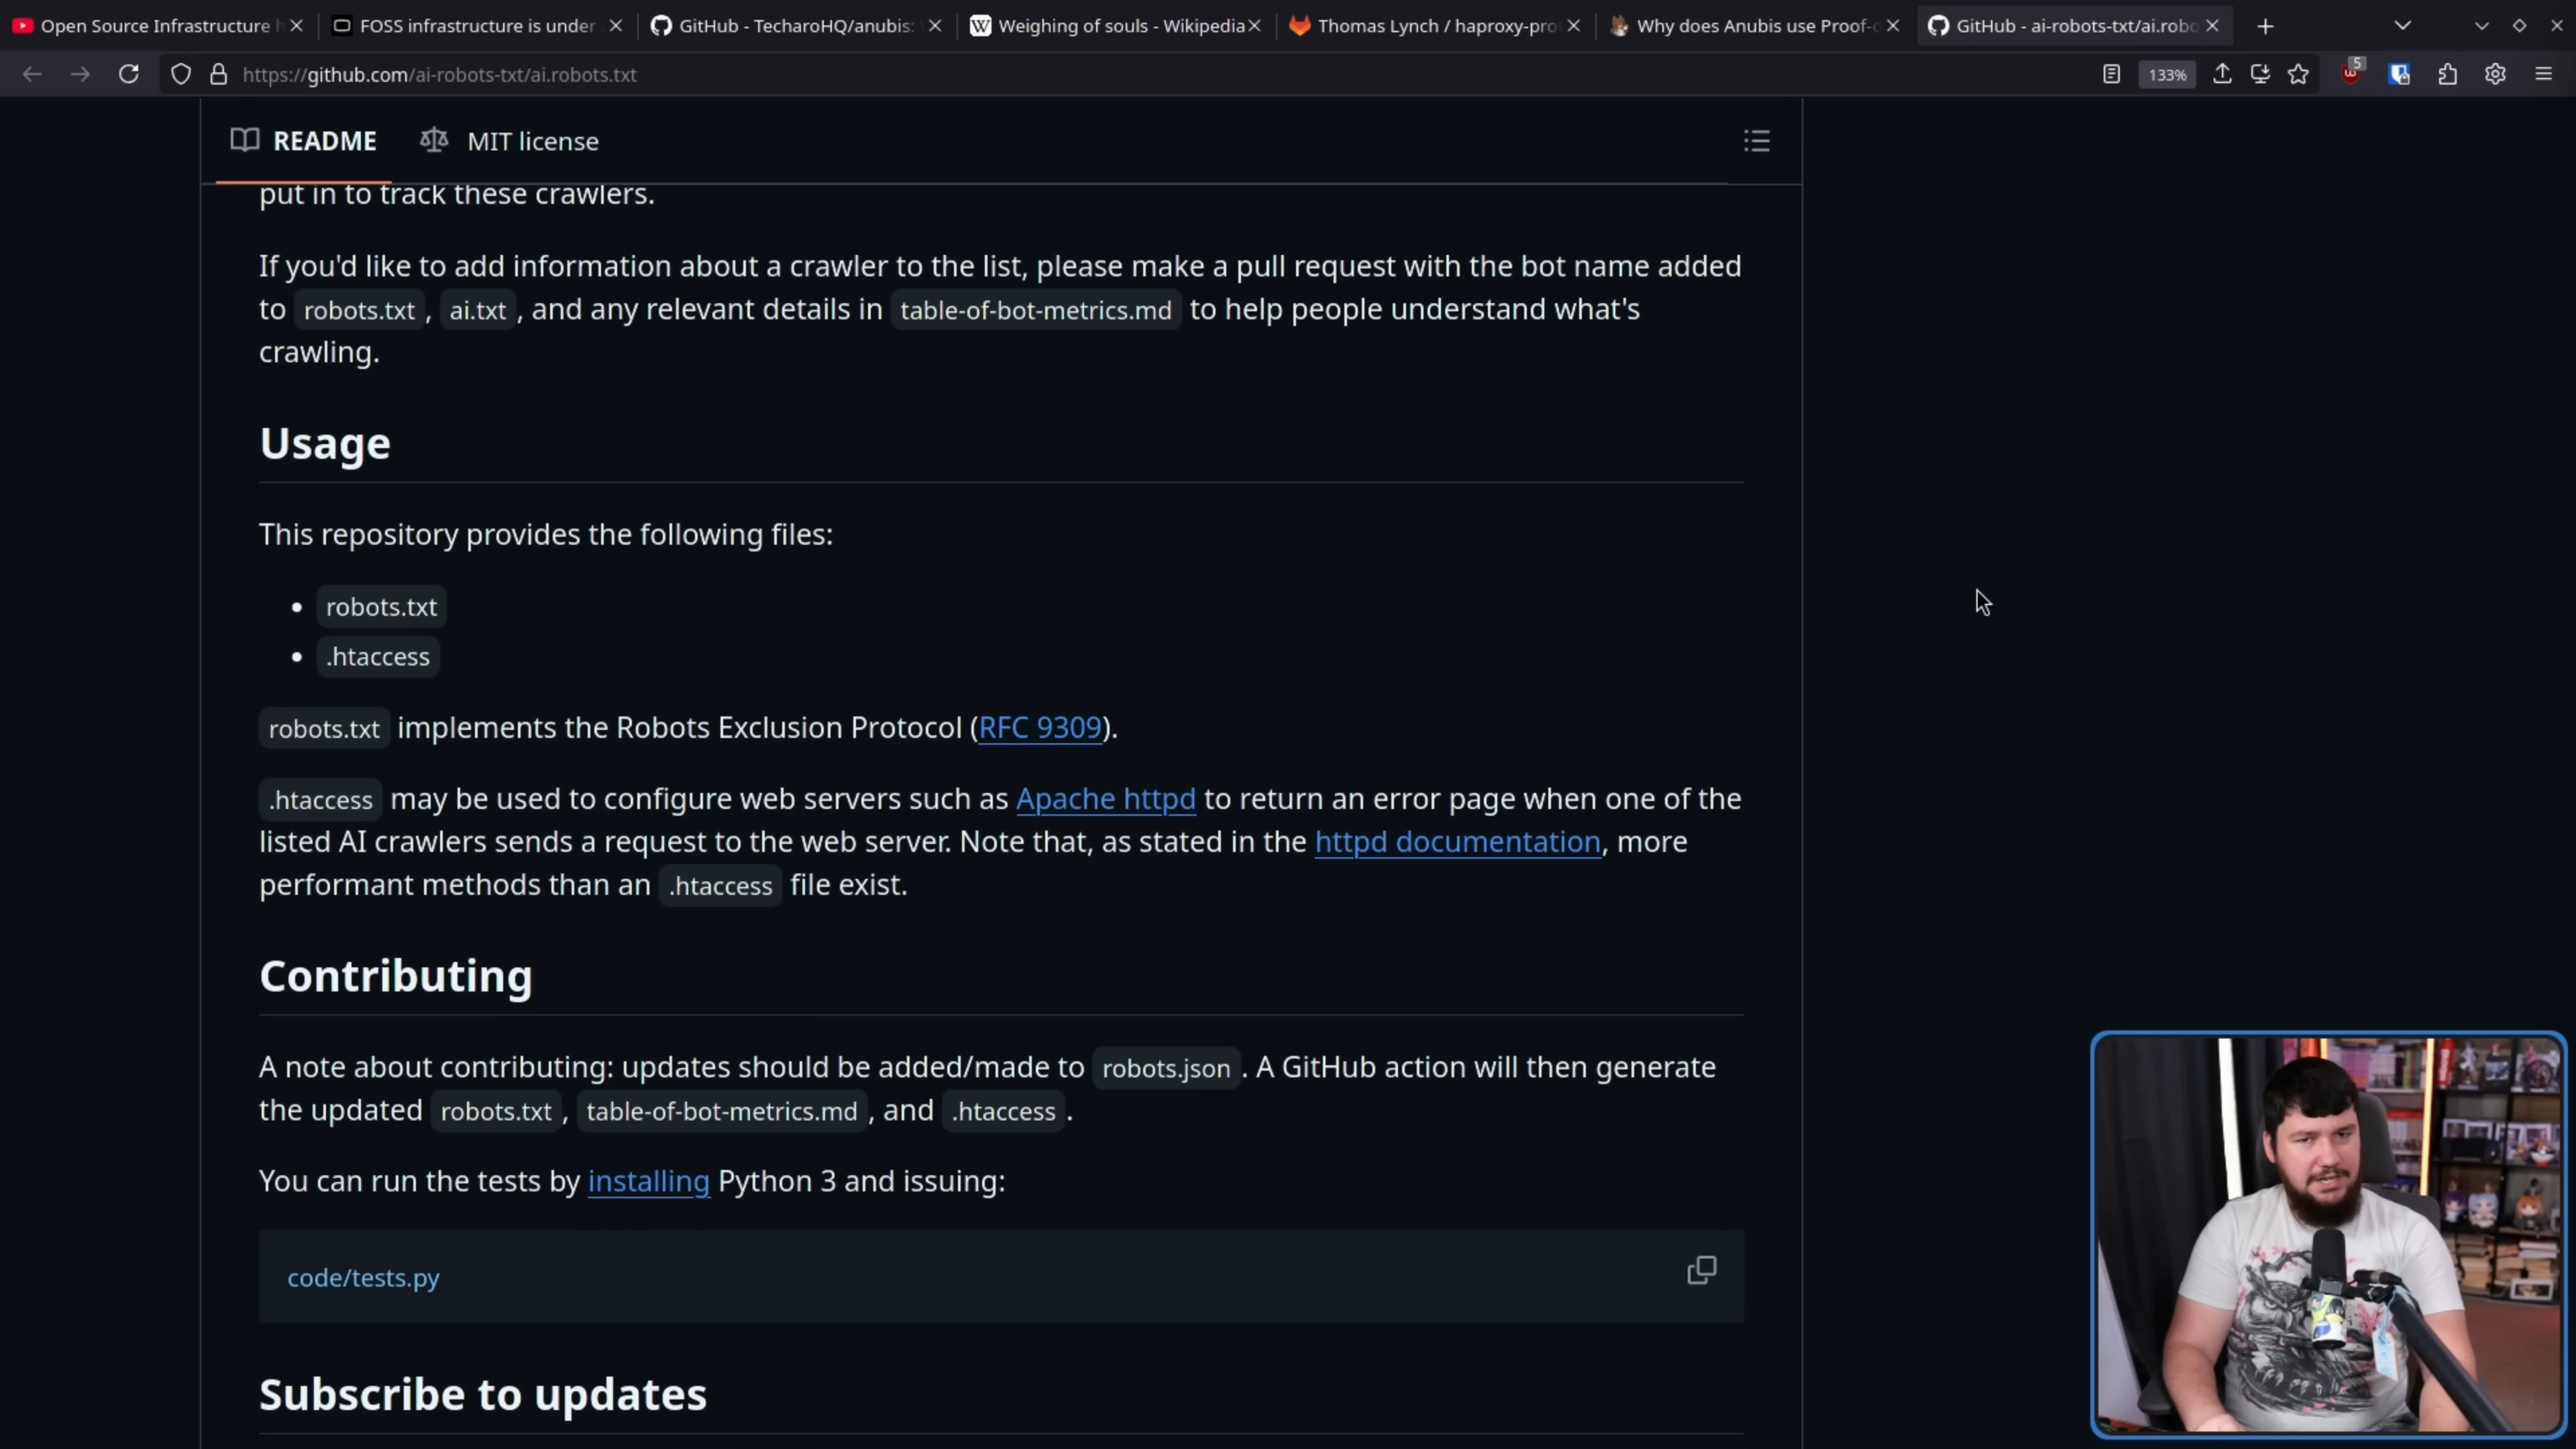 Open Source Infrastructure h
FOSS infrastructure is under
GitHub - TecharoHQ/anubis:
Weighing of souls - Wikipedia
Thomas Lynch / haproxy-pro
Why does Anubis use Proof-o
GitHub - ai-robots-txt/ai.robo
https://github.com/ai-robots-txt/ai.robots.txt
133%
5
README
MIT license
put in to track these crawlers.
If you'd like to add information about a crawler to the list, please make a pull request with the bot name added
to robots.txt, ai.txt, and any relevant details in table-of-bot-metrics.md to help people understand what's
crawling.
Usage
This repository provides the following files:
• robots.txt
• .htaccess
robots.txt implements the Robots Exclusion Protocol (RFC 9309).
.htaccess may be used to configure web servers such as Apache httpd to return an error page when one of the
listed AI crawlers sends a request to the web server. Note that, as stated in the httpd documentation, more
performant methods than an .htaccess file exist.
Contributing
A note about contributing: updates should be added/made to robots.json. A GitHub action will then generate
the updated robots.txt, table-of-bot-metrics.md, and .htaccess.
You can run the tests by installing Python 3 and issuing:
code/tests.py
Subscribe to updates